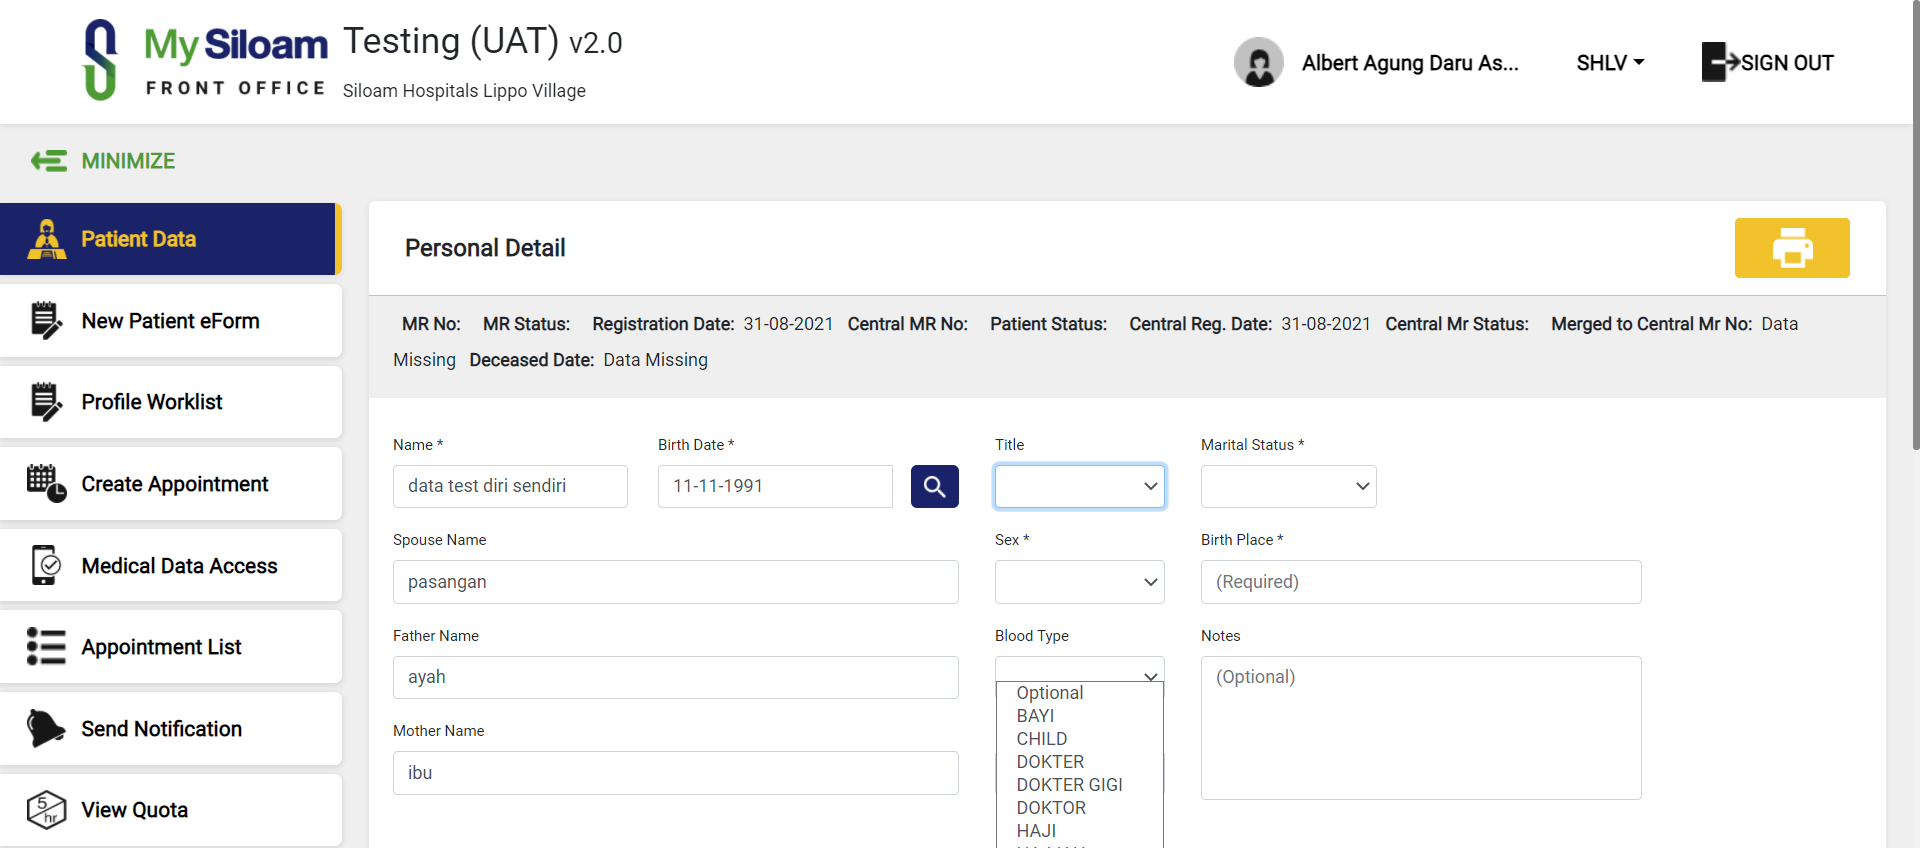 My Siloam
FRONT OFFICE
Testing (UAT) v2.0
Siloam Hospitals Lippo Village
Albert Agung Daru As...
SHLV
SIGN OUT
MINIMIZE
Patient Data
New Patient eForm
Profile Worklist
Create Appointment
Medical Data Access
Appointment List
Send Notification
5
hr
View Quota
Personal Detail
MR No: MR Status: Registration Date: 31-08-2021 Central MR No: Patient Status: Central Reg. Date: 31-08-2021 Central Mr Status: Merged to Central Mr No: Data
Missing Deceased Date: Data Missing
Name * Birth Date * Title Marital Status *
data test diri sendiri 11-11-1991
Spouse Name Sex * Birth Place *
pasangan (Required)
Father Name Blood Type Notes
ayah (Optional)
Optional
BAYI
Mother Name
CHILD
DOKTER
ibu
DOKTER GIGI
DOKTOR
HAJI